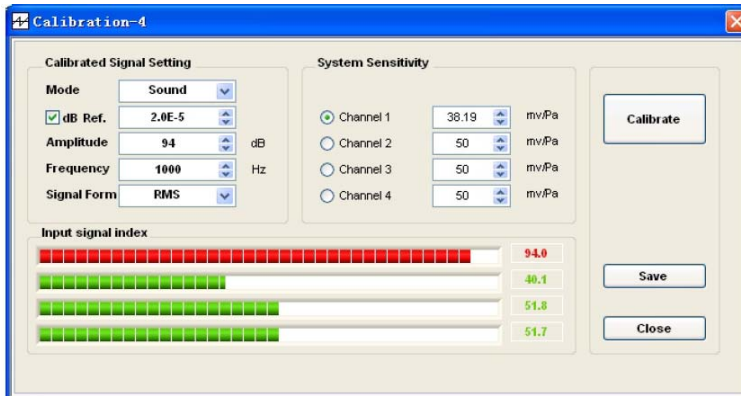 Calibration-4
Calibrated Signal Setting
Mode Sound
dB Ref. 2.0E-5
Amplitude 94 dB
Frequency 1000 Hz
Signal Form RMS
System Sensitivity
Channel 1 38.19 mv/Pa
Channel 2 50 mv/Pa
Channel 3 50 mv/Pa
Channel 4 50 mv/Pa
Calibrate
Input signal index
94.0
40.1
51.8
51.7
Save
Close